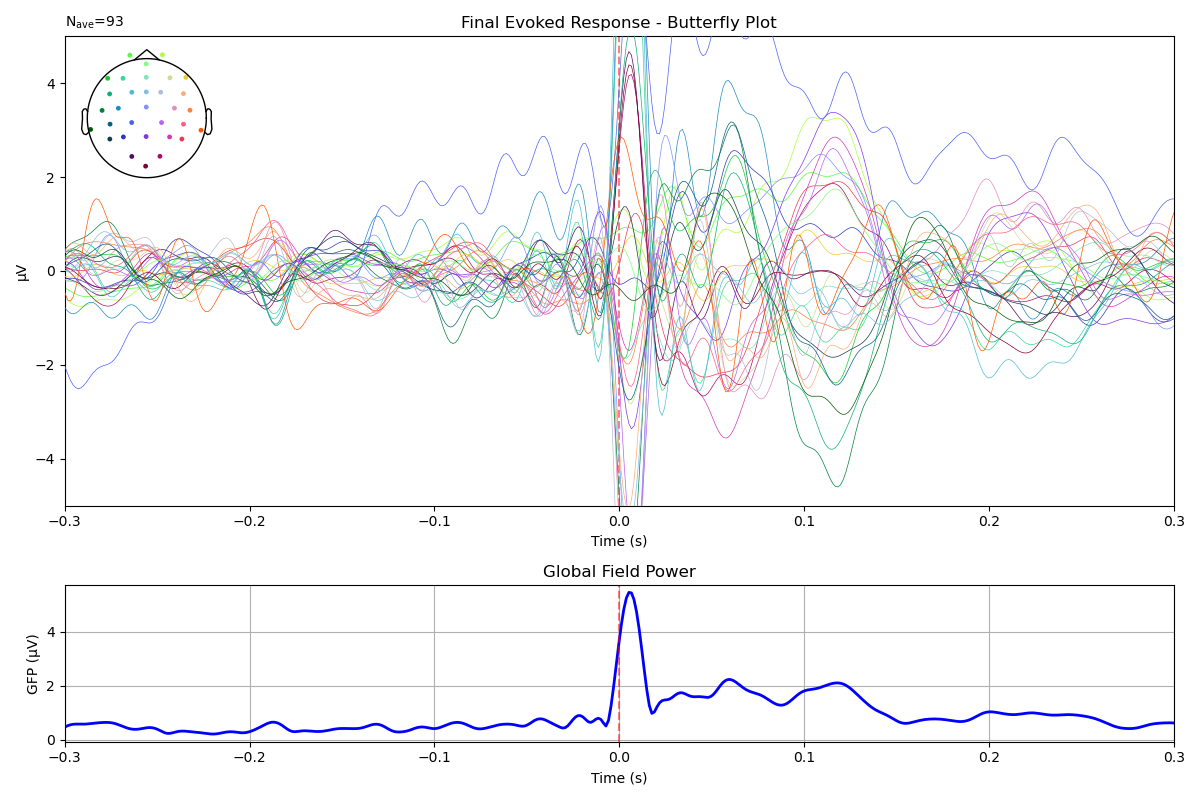 N_ave=93
Final Evoked Response - Butterfly Plot
µV
4
2
0
−2
−4
−0.3 −0.2 −0.1 0.0 0.1 0.2 0.3
Time (s)
Global Field Power
GFP (µV)
4
2
0
−0.3 −0.2 −0.1 0.0 0.1 0.2 0.3
Time (s)